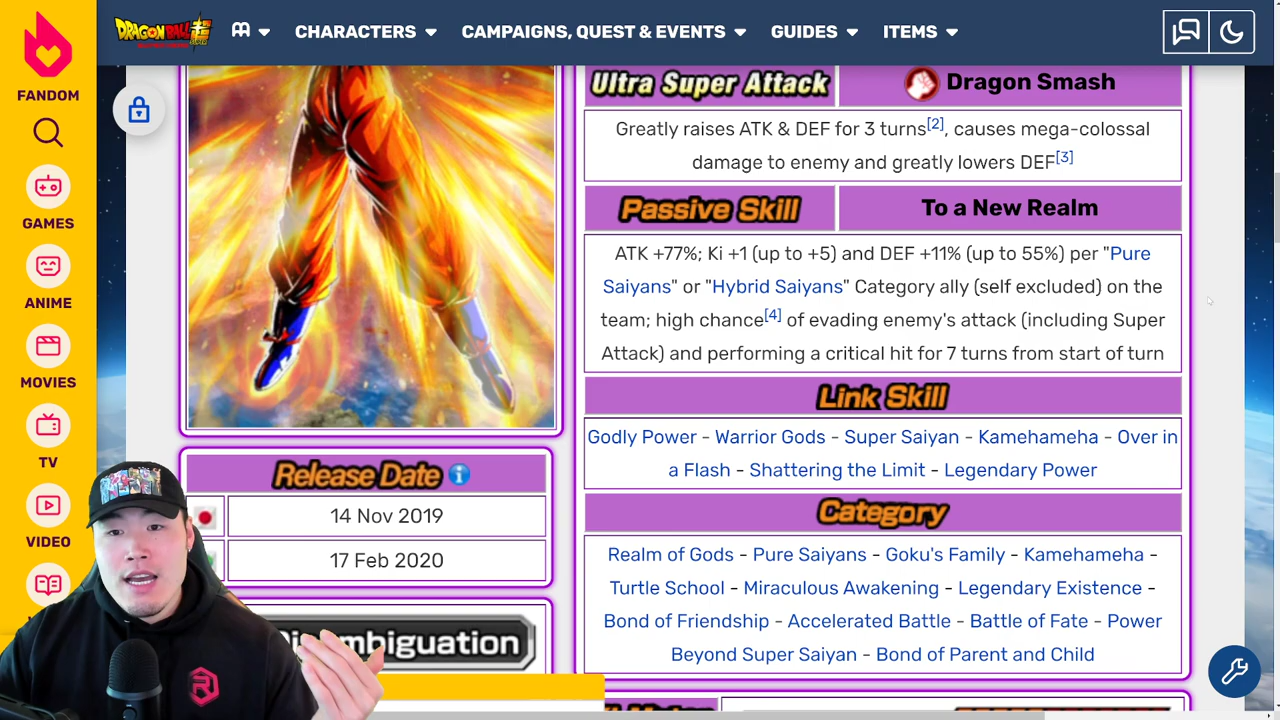 DRAGON BALL
CHARACTERS
CAMPAIGNS, QUEST & EVENTS
GUIDES
ITEMS
FANDOM
GAMES
ANIME
MOVIES
TV
VIDEO
Ultra Super Attack
Dragon Smash
Greatly raises ATK & DEF for 3 turns[2], causes mega-colossal
damage to enemy and greatly lowers DEF[3]
Passive Skill
To a New Realm
ATK +77%; Ki +1 (up to +5) and DEF +11% (up to 55%) per "Pure
Saiyans" or "Hybrid Saiyans" Category ally (self excluded) on the
team; high chance[4] of evading enemy's attack (including Super
Attack) and performing a critical hit for 7 turns from start of turn
Link Skill
Godly Power - Warrior Gods - Super Saiyan - Kamehameha - Over in
a Flash - Shattering the Limit - Legendary Power
Category
Realm of Gods - Pure Saiyans - Goku's Family - Kamehameha -
Turtle School - Miraculous Awakening - Legendary Existence -
Bond of Friendship - Accelerated Battle - Battle of Fate - Power
Beyond Super Saiyan - Bond of Parent and Child
Release Date
14 Nov 2019
17 Feb 2020